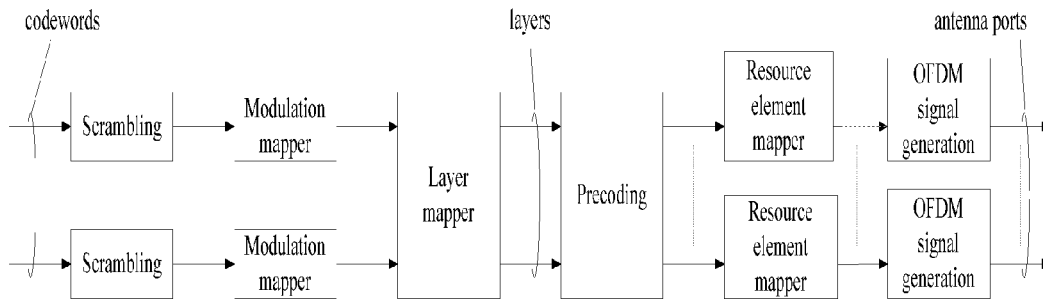 codewords
layers
antenna ports
Scrambling
Modulation
mapper
Layer
mapper
Precoding
Resource
element
mapper
OFDM
signal
generation
Scrambling
Modulation
mapper
Resource
element
mapper
OFDM
signal
generation